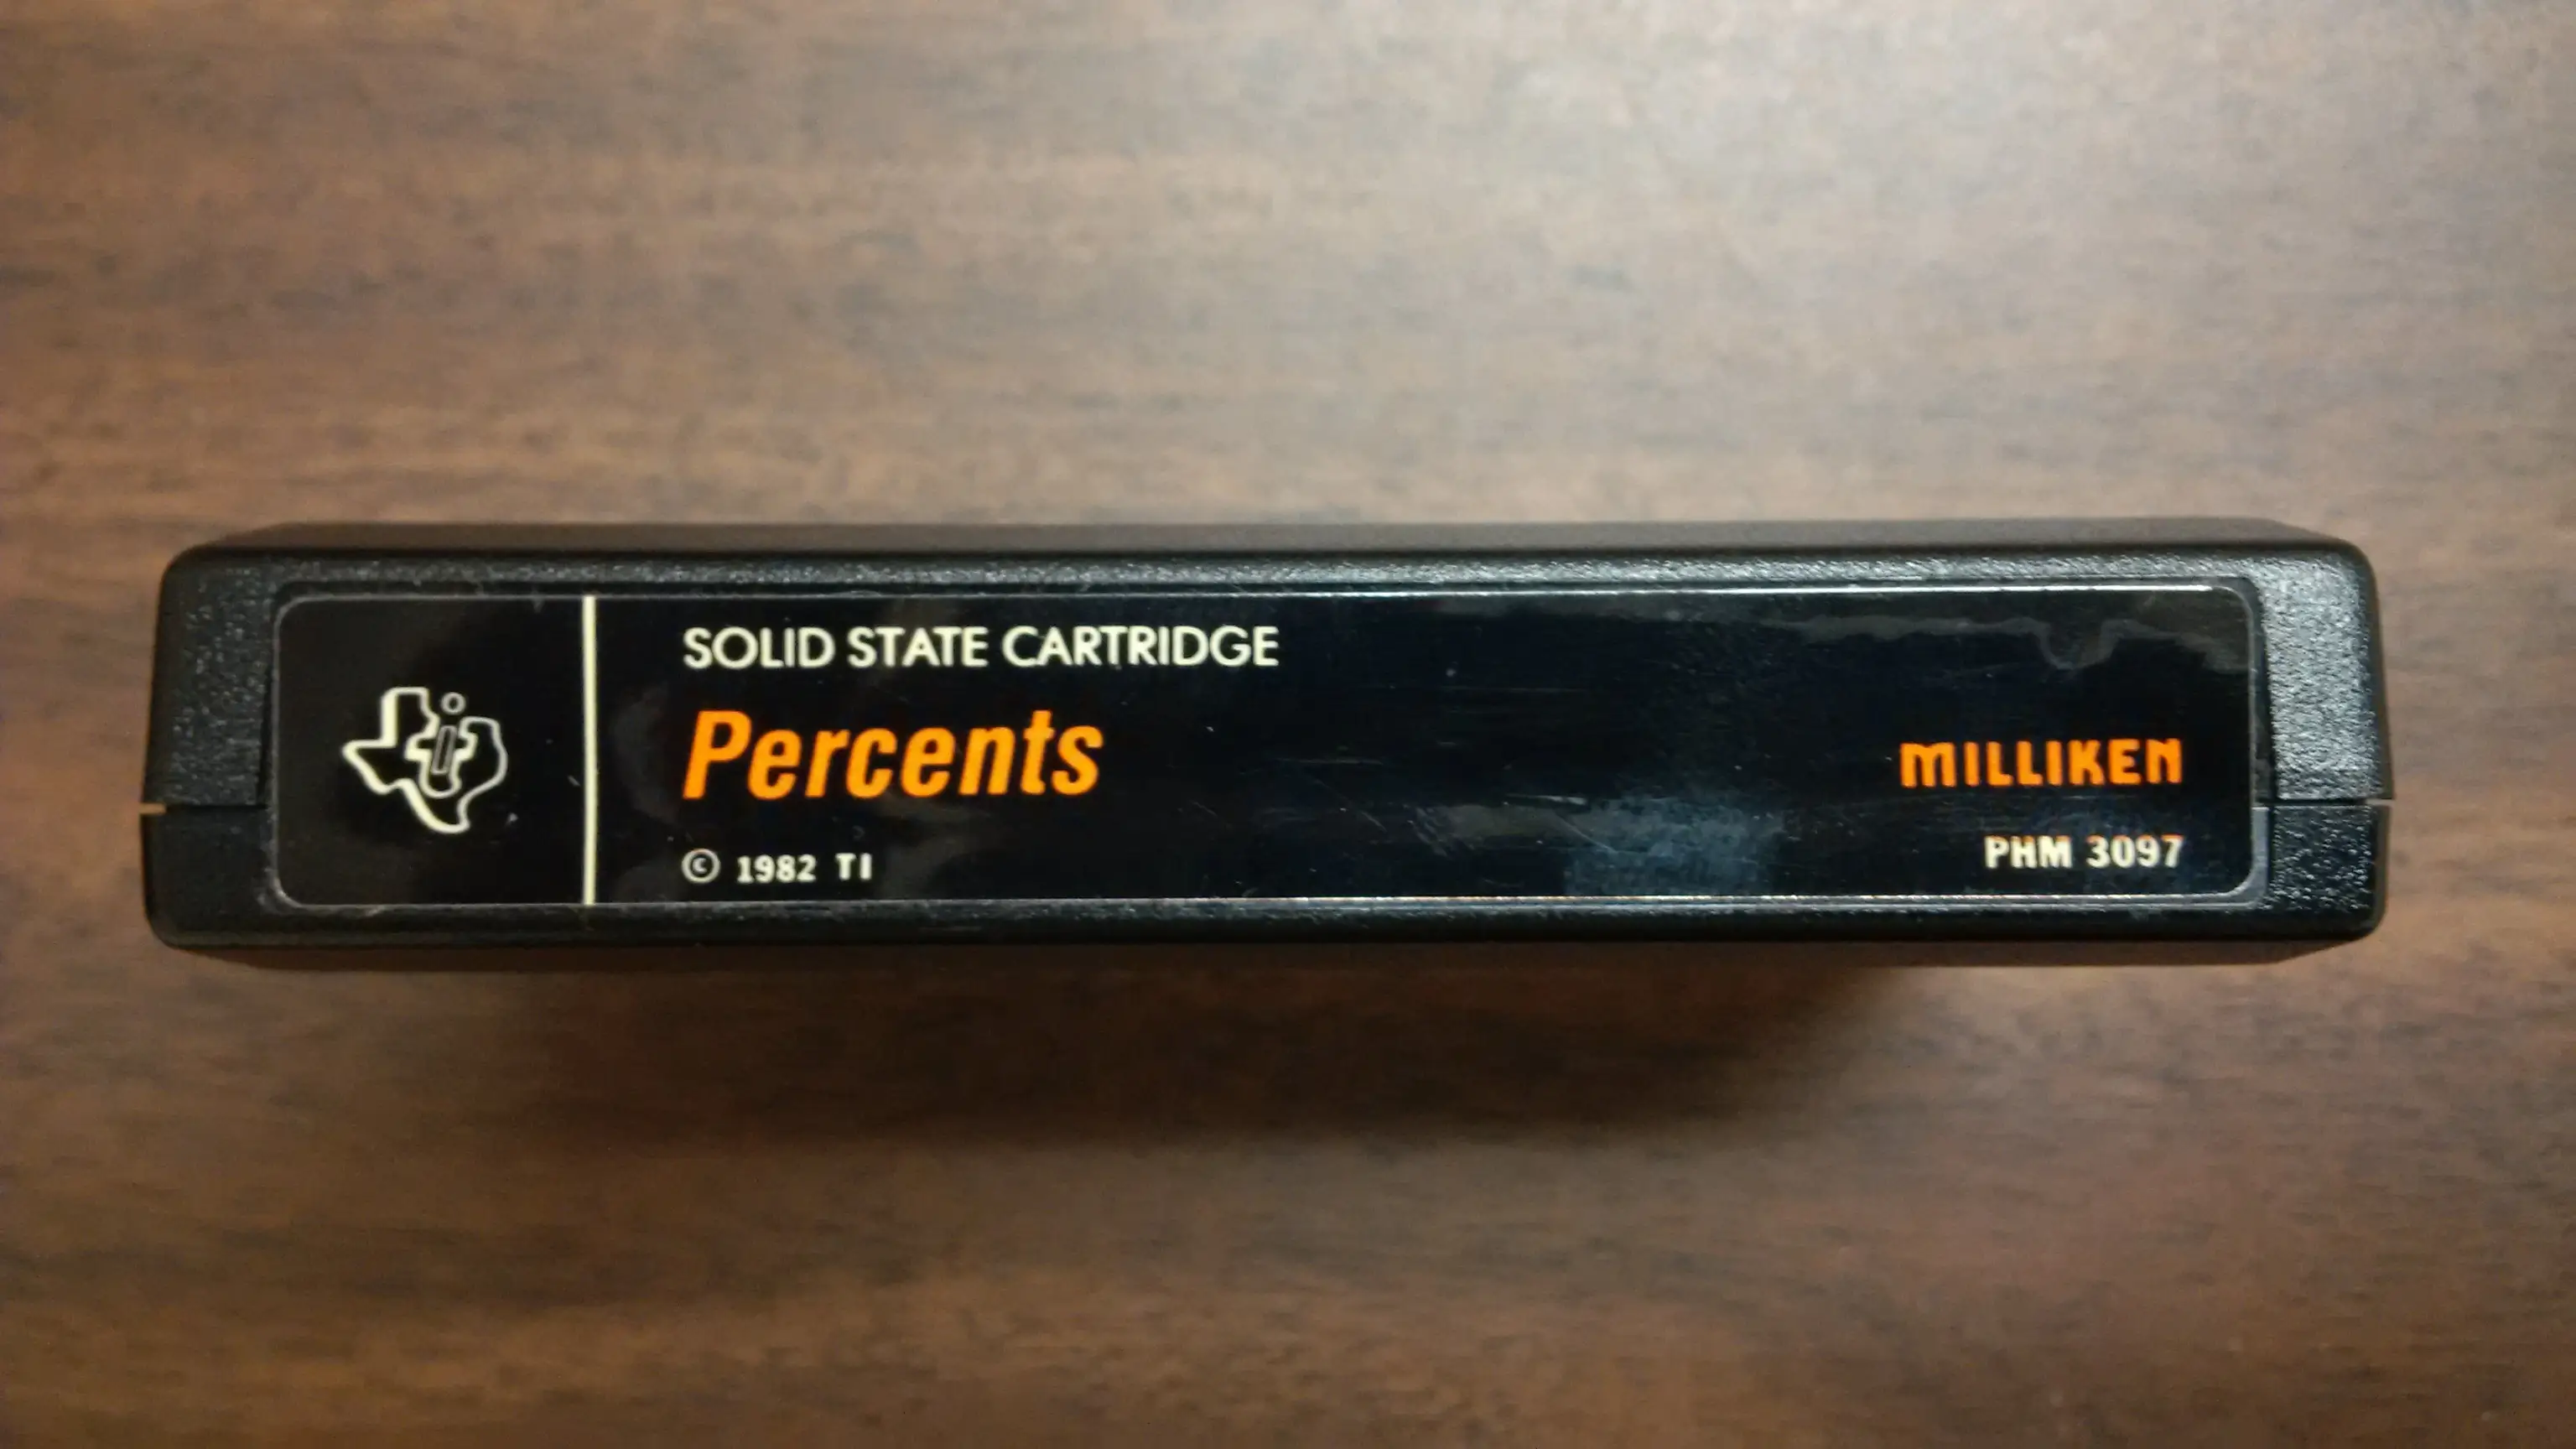 SOLID STATE CARTRIDGE
Percents
MILLIKEN
© 1982 TI
PHM 3097